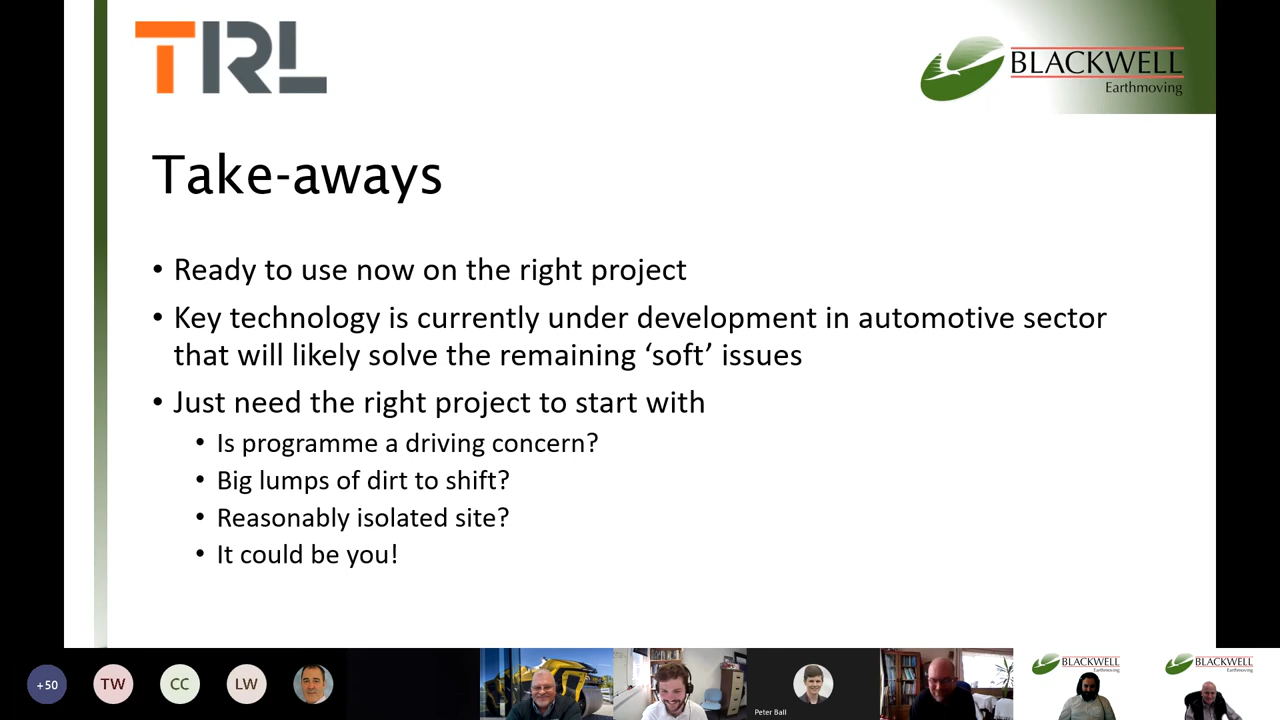 TRL
BLACKWELL
Earthmoving
Take-aways
• Ready to use now on the right project
• Key technology is currently under development in automotive sector
that will likely solve the remaining ‘soft’ issues
• Just need the right project to start with
• Is programme a driving concern?
• Big lumps of dirt to shift?
• Reasonably isolated site?
• It could be you!
+50
TW
CC
LW
Peter Ball
BLACKWELL
Earthmoving
BLACKWELL
Earthmoving